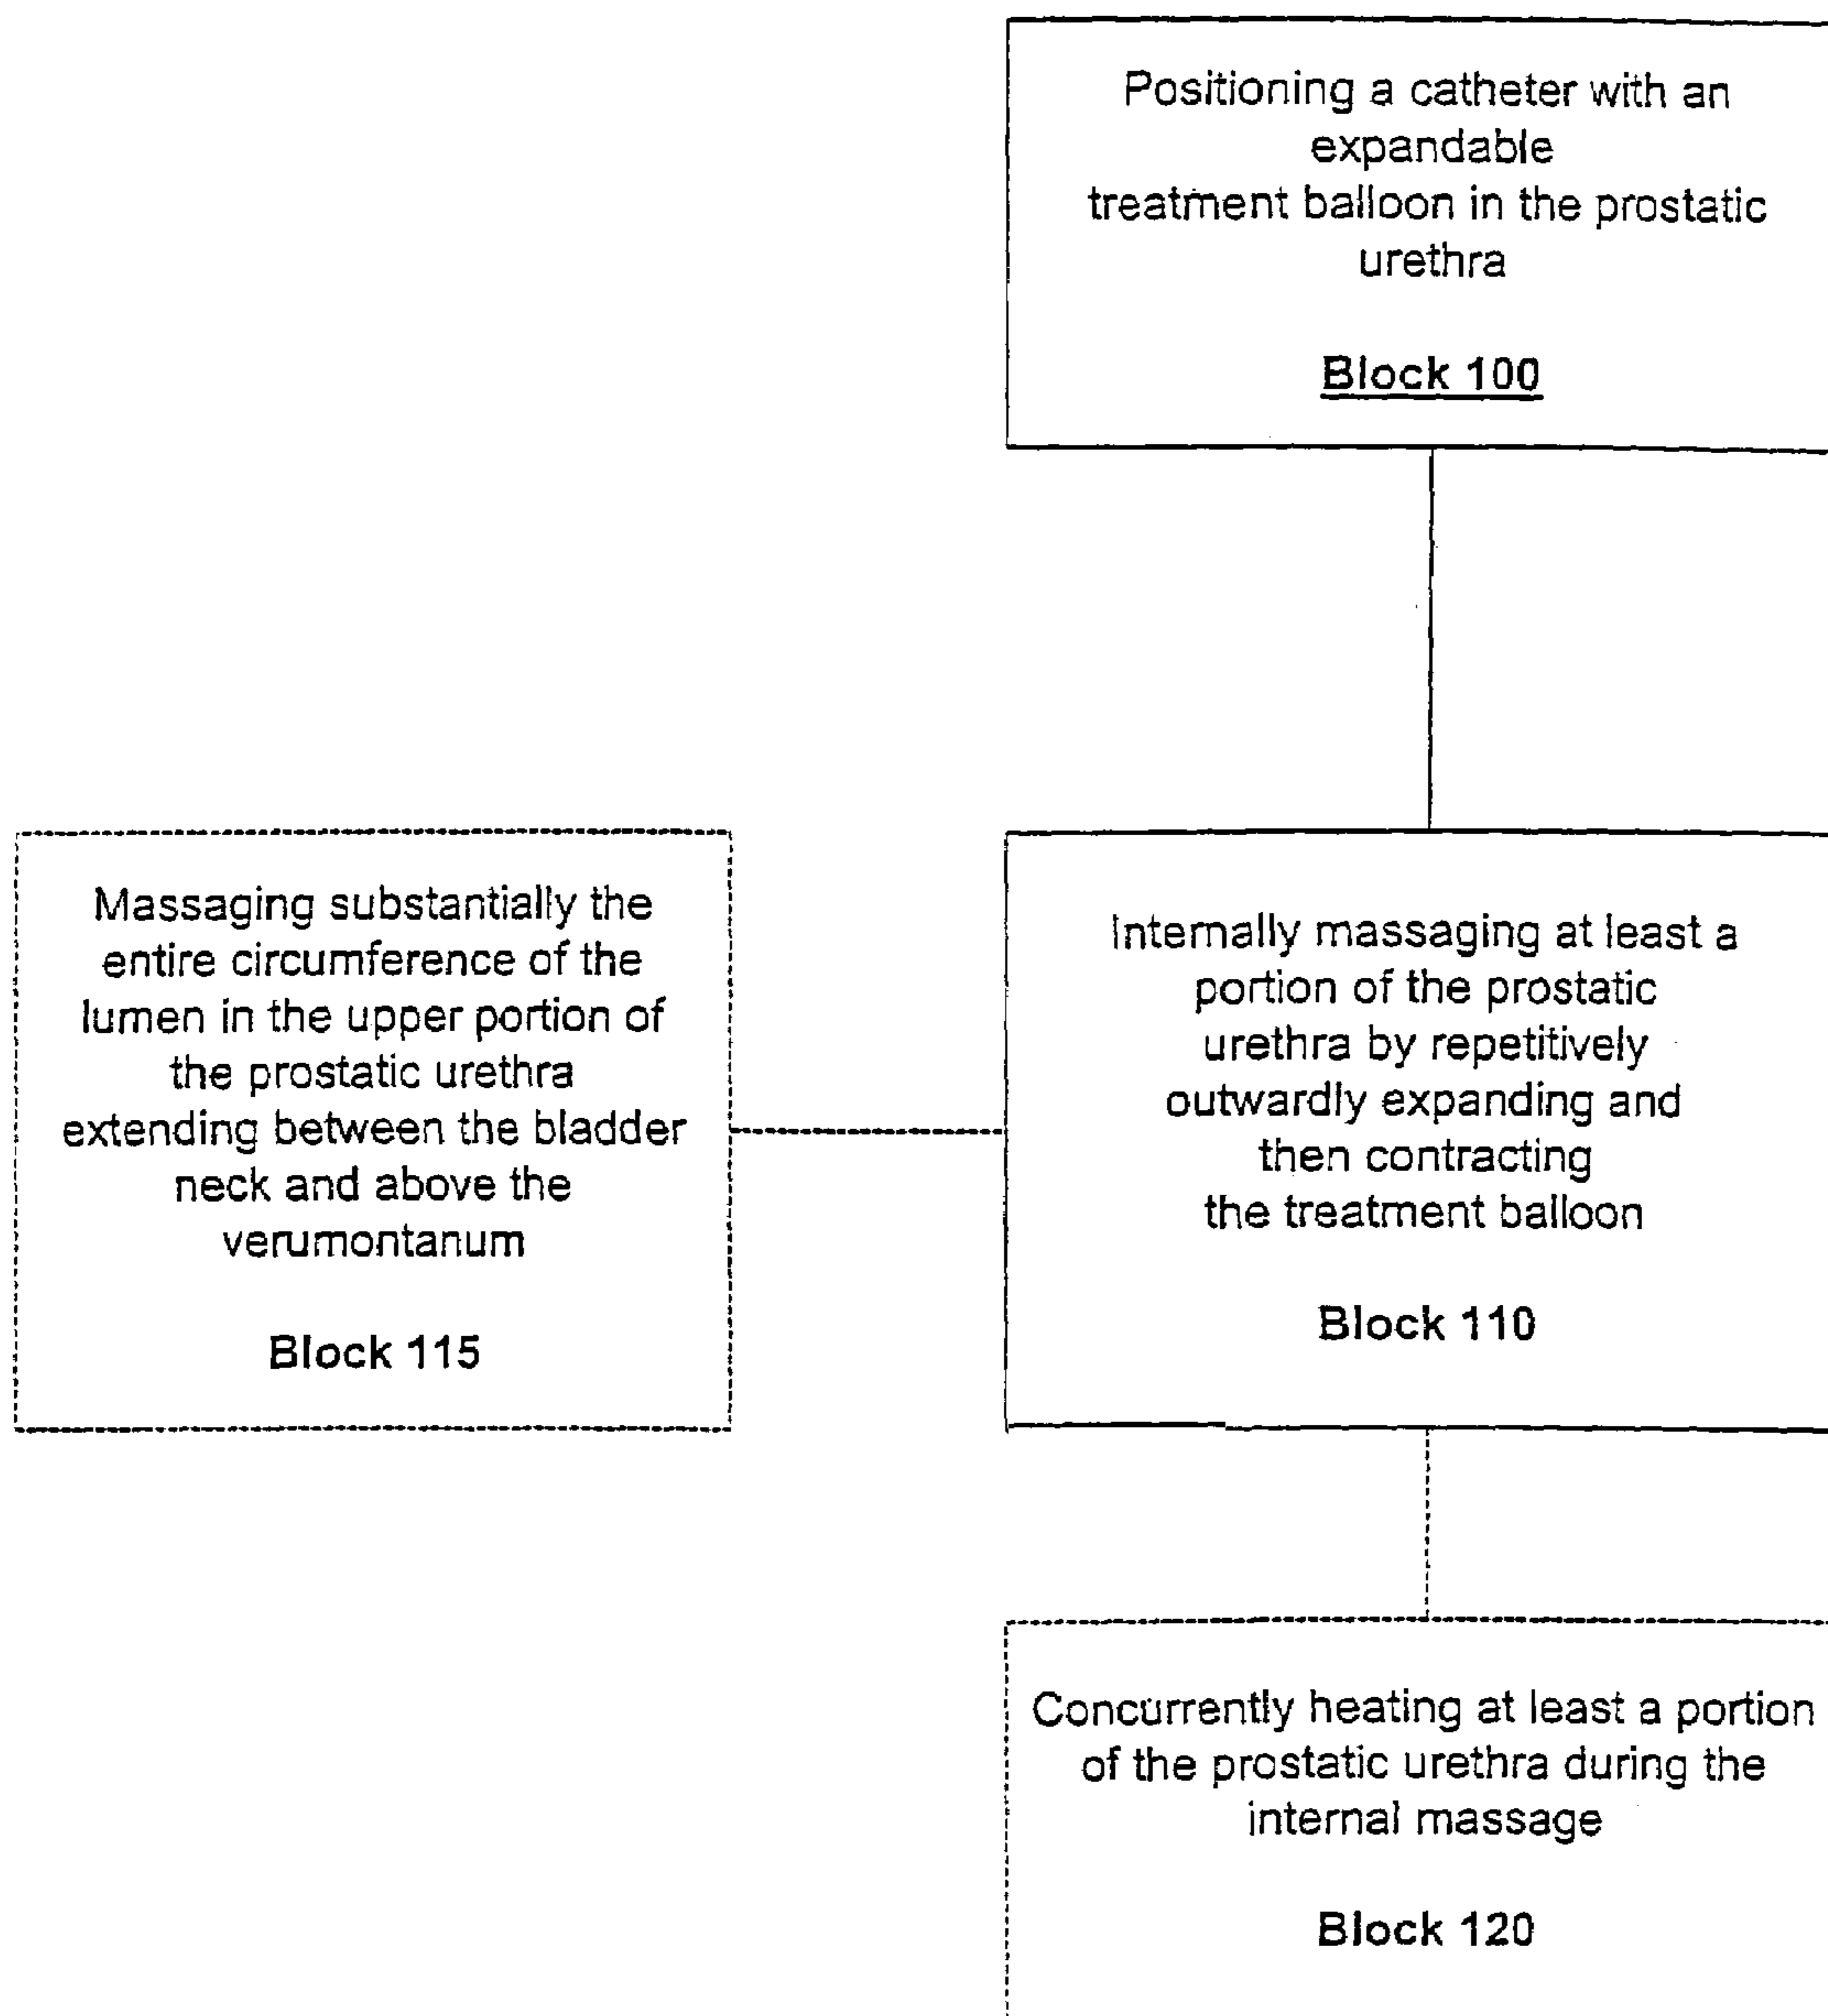 Positioning a catheter with an
expandable
treatment balloon in the prostatic
urethra
Block 100
Massaging substantially the
entire circumference of the
lumen in the upper portion of
the prostatic urethra
extending between the bladder
neck and above the
verumontanum
Block 115
Internally massaging at least a
portion of the prostatic
urethra by repetitively
outwardly expanding and
then contracting
the treatment balloon
Block 110
Concurrently heating at least a portion
of the prostatic urethra during the
internal massage
Block 120